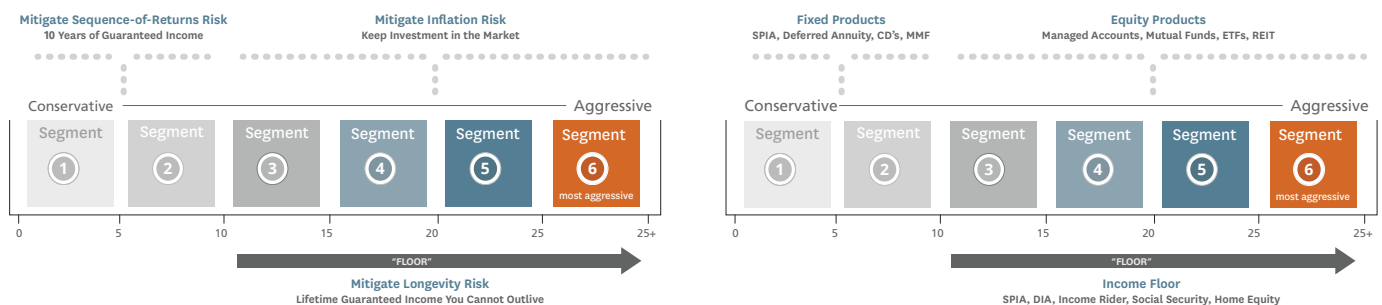 Mitigate Sequence-of-Returns Risk
10 Years of Guaranteed Income
Mitigate Inflation Risk
Keep Investment in the Market
Conservative
Aggressive
Segment
1
Segment
2
Segment
3
Segment
4
Segment
5
Segment
6
most aggressive
0
5
10
15
20
25
25+
"FLOOR"
Mitigate Longevity Risk
Lifetime Guaranteed Income You Cannot Outlive
Fixed Products
SPIA, Deferred Annuity, CD's, MMF
Equity Products
Managed Accounts, Mutual Funds, ETFs, REIT
Conservative
Aggressive
Segment
1
Segment
2
Segment
3
Segment
4
Segment
5
Segment
6
most aggressive
0
5
10
15
20
25
25+
"FLOOR"
Income Floor
SPIA, DIA, Income Rider, Social Security, Home Equity